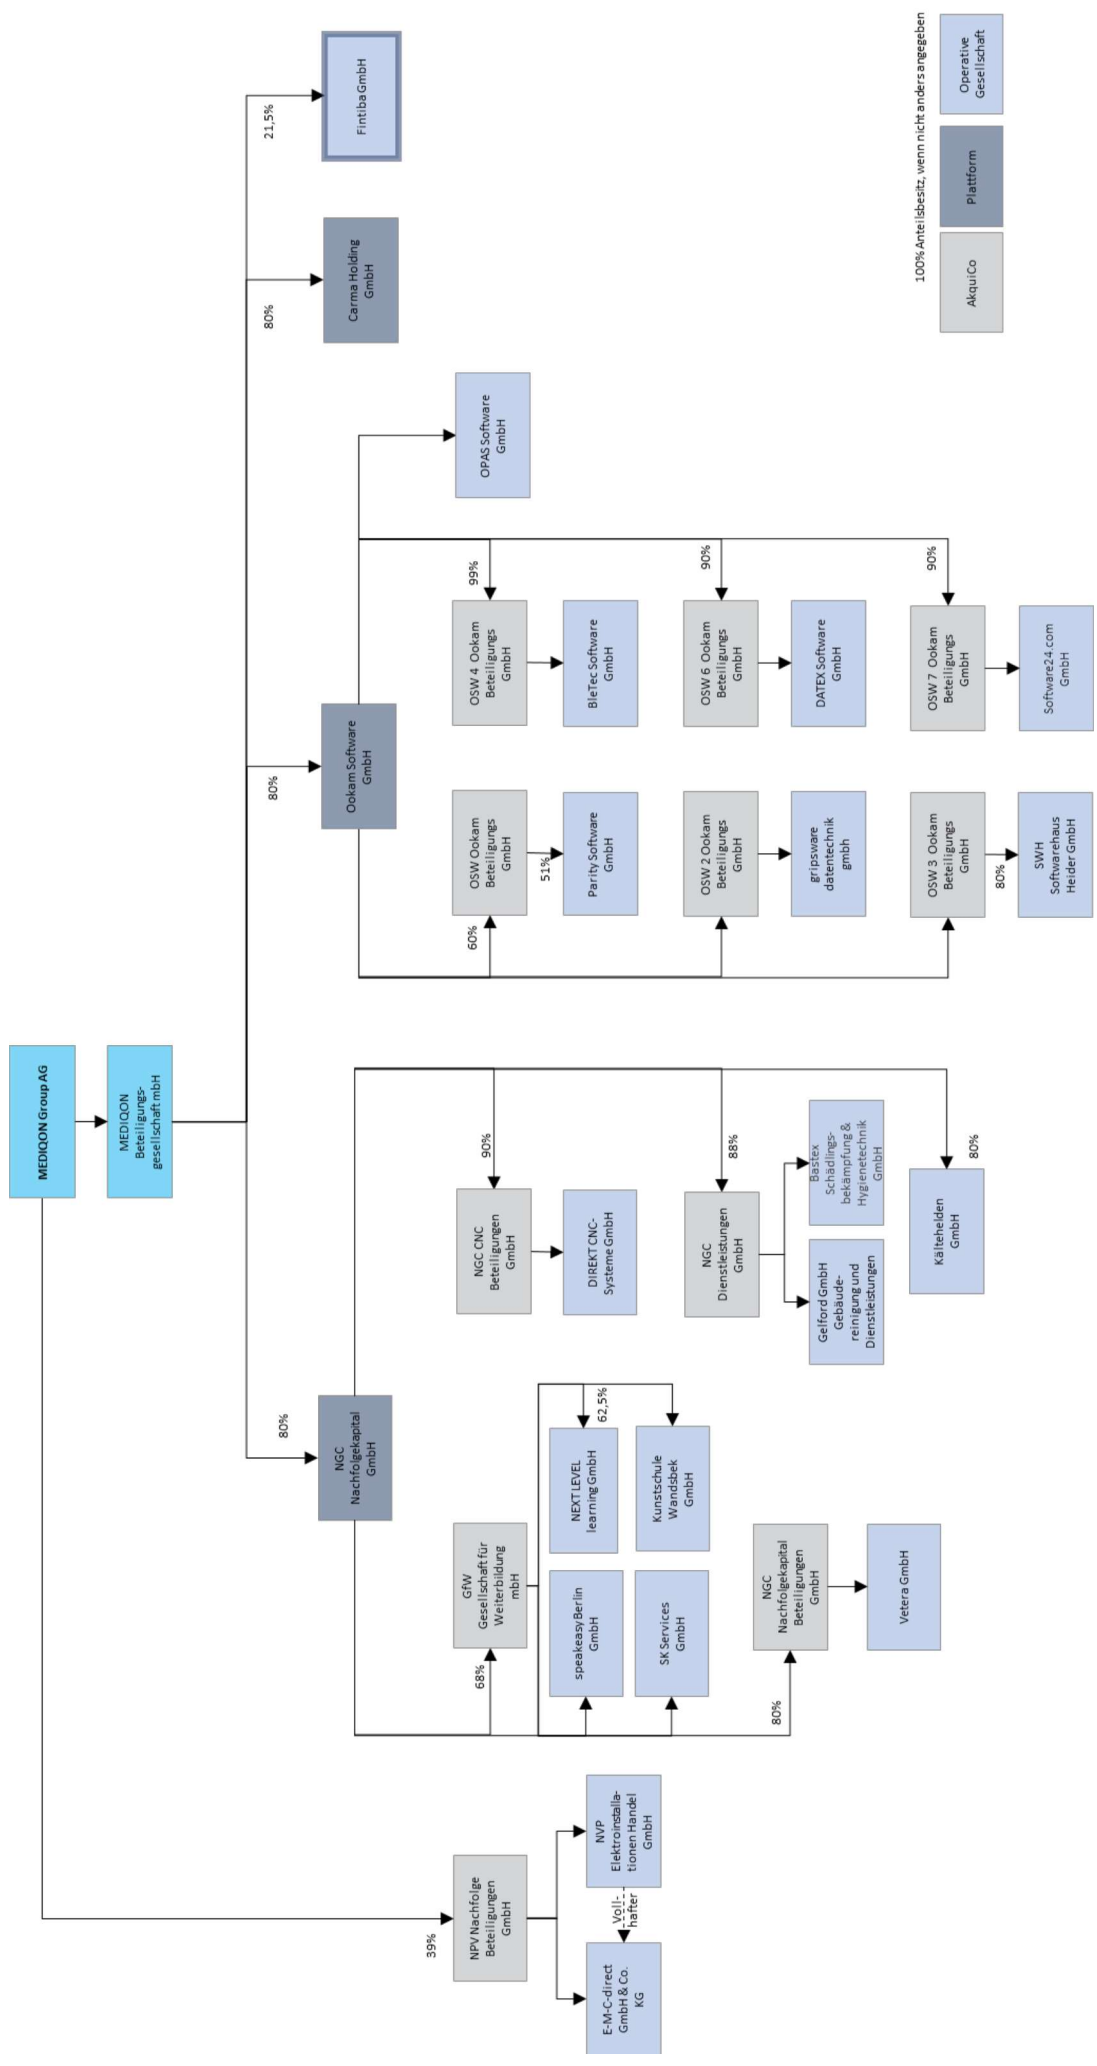 MEDIQON Group AG
MEDIQON
Beteiligungs-
gesellschaft mbH
39%
NPV Nachfolge
Beteiligungen
GmbH
E-M-C-direct
GmbH & Co.
KG
Voll-
hafter
NVP
Elektroinstalla-
tionen Handel
GmbH
80%
NGC
Nachfolgekapital
GmbH
68%
GfW
Gesellschaft für
Weiterbildung
mbH
speakeasy Berlin
GmbH
NEXT LEVEL
learning GmbH
62,5%
SK Services
GmbH
Kunstschule
Wandsbek
GmbH
80%
NGC
Nachfolgekapital
Beteiligungen
GmbH
Vetera GmbH
90%
NGC CNC
Beteiligungen
GmbH
DIREKT CNC-
Systeme GmbH
88%
NGC
Dienstleistungen
GmbH
Gelford GmbH
Gebäude-
reinigung und
Dienstleistungen
Bastex
Schädlings-
bekämpfung &
Hygienetechnik
GmbH
80%
Kältehelden
GmbH
80%
Ookam Software
GmbH
60%
OSW Ookam
Beteiligungs
GmbH
51%
Parity Software
GmbH
OSW 2 Ookam
Beteiligungs
GmbH
gripsware
datentechnik
gmbh
OSW 3 Ookam
Beteiligungs
GmbH
80%
SWH
Softwarehaus
Heider GmbH
99%
OSW 4 Ookam
Beteiligungs
GmbH
BleTec Software
GmbH
90%
OSW 6 Ookam
Beteiligungs
GmbH
DATEX Software
GmbH
90%
OSW 7 Ookam
Beteiligungs
GmbH
Software24.com
GmbH
OPAS Software
GmbH
80%
Carma Holding
GmbH
21,5%
Fintiba GmbH
100% Anteilsbesitz, wenn nicht anders angegeben
AkquiCo
Plattform
Operative
Gesellschaft